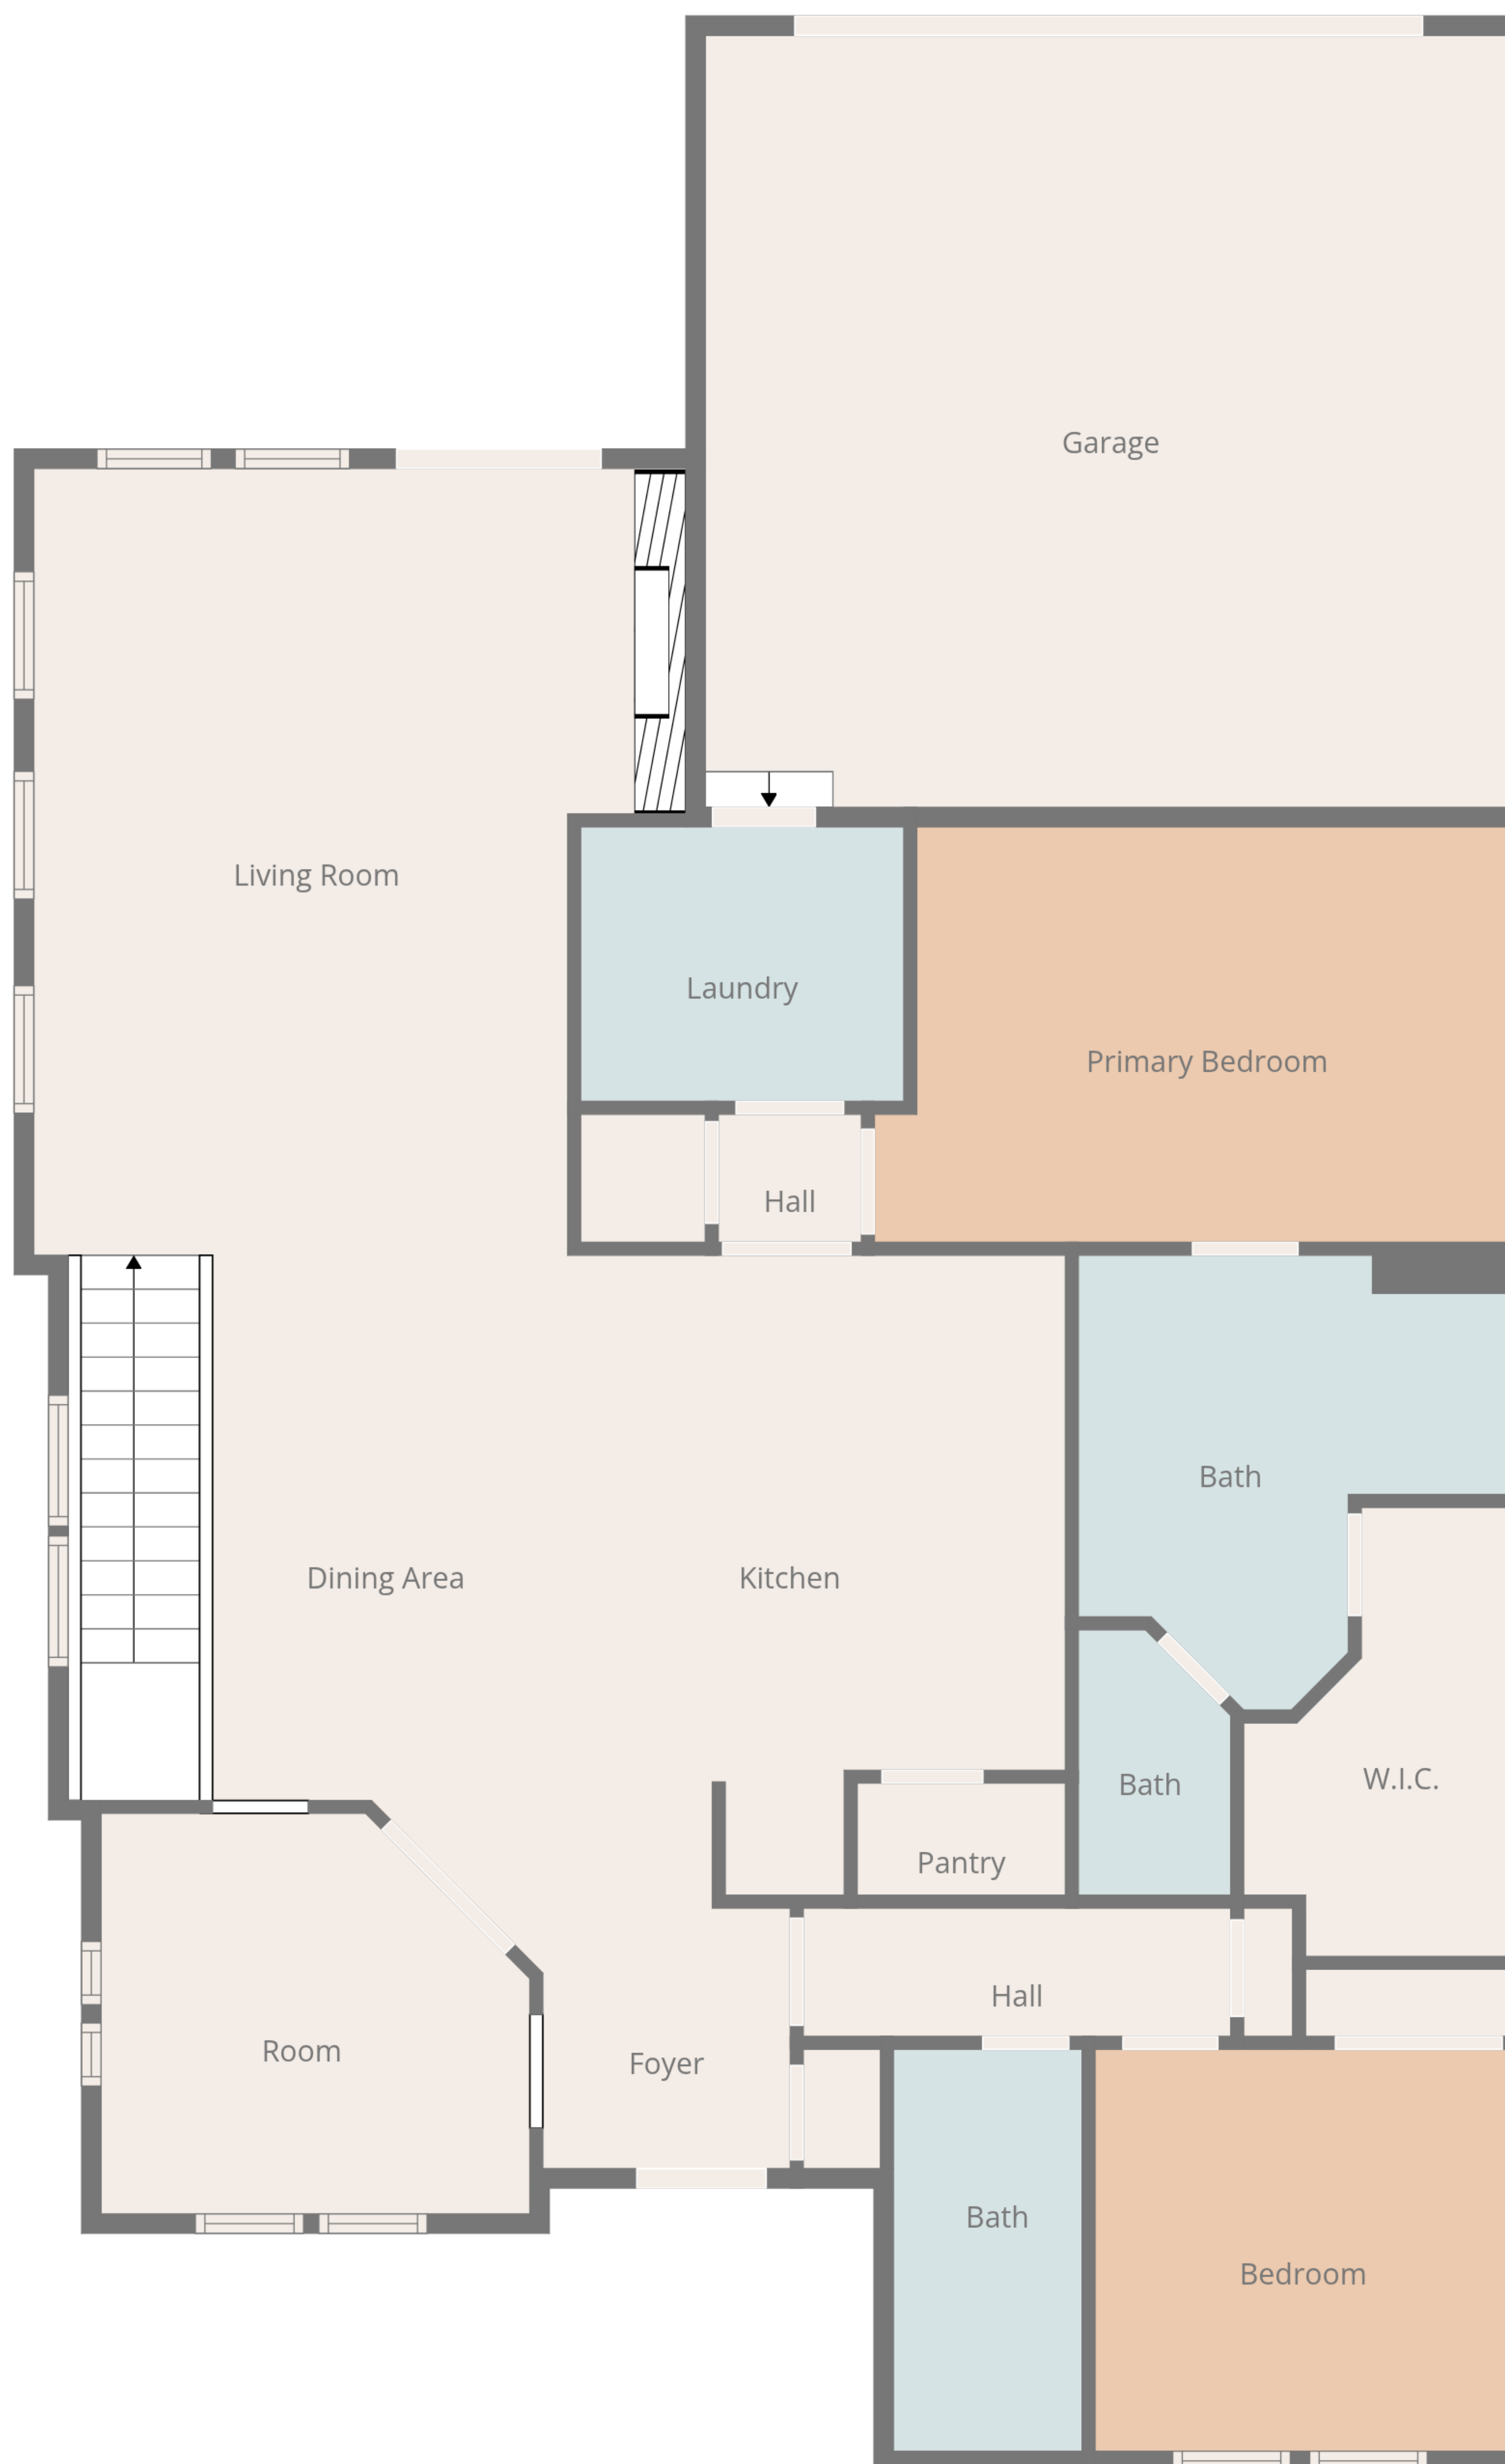 Garage
Living Room
Laundry
Primary Bedroom
Hall
Bath
Dining Area
Kitchen
Bath
W.I.C.
Pantry
Hall
Room
Foyer
Bath
Bedroom